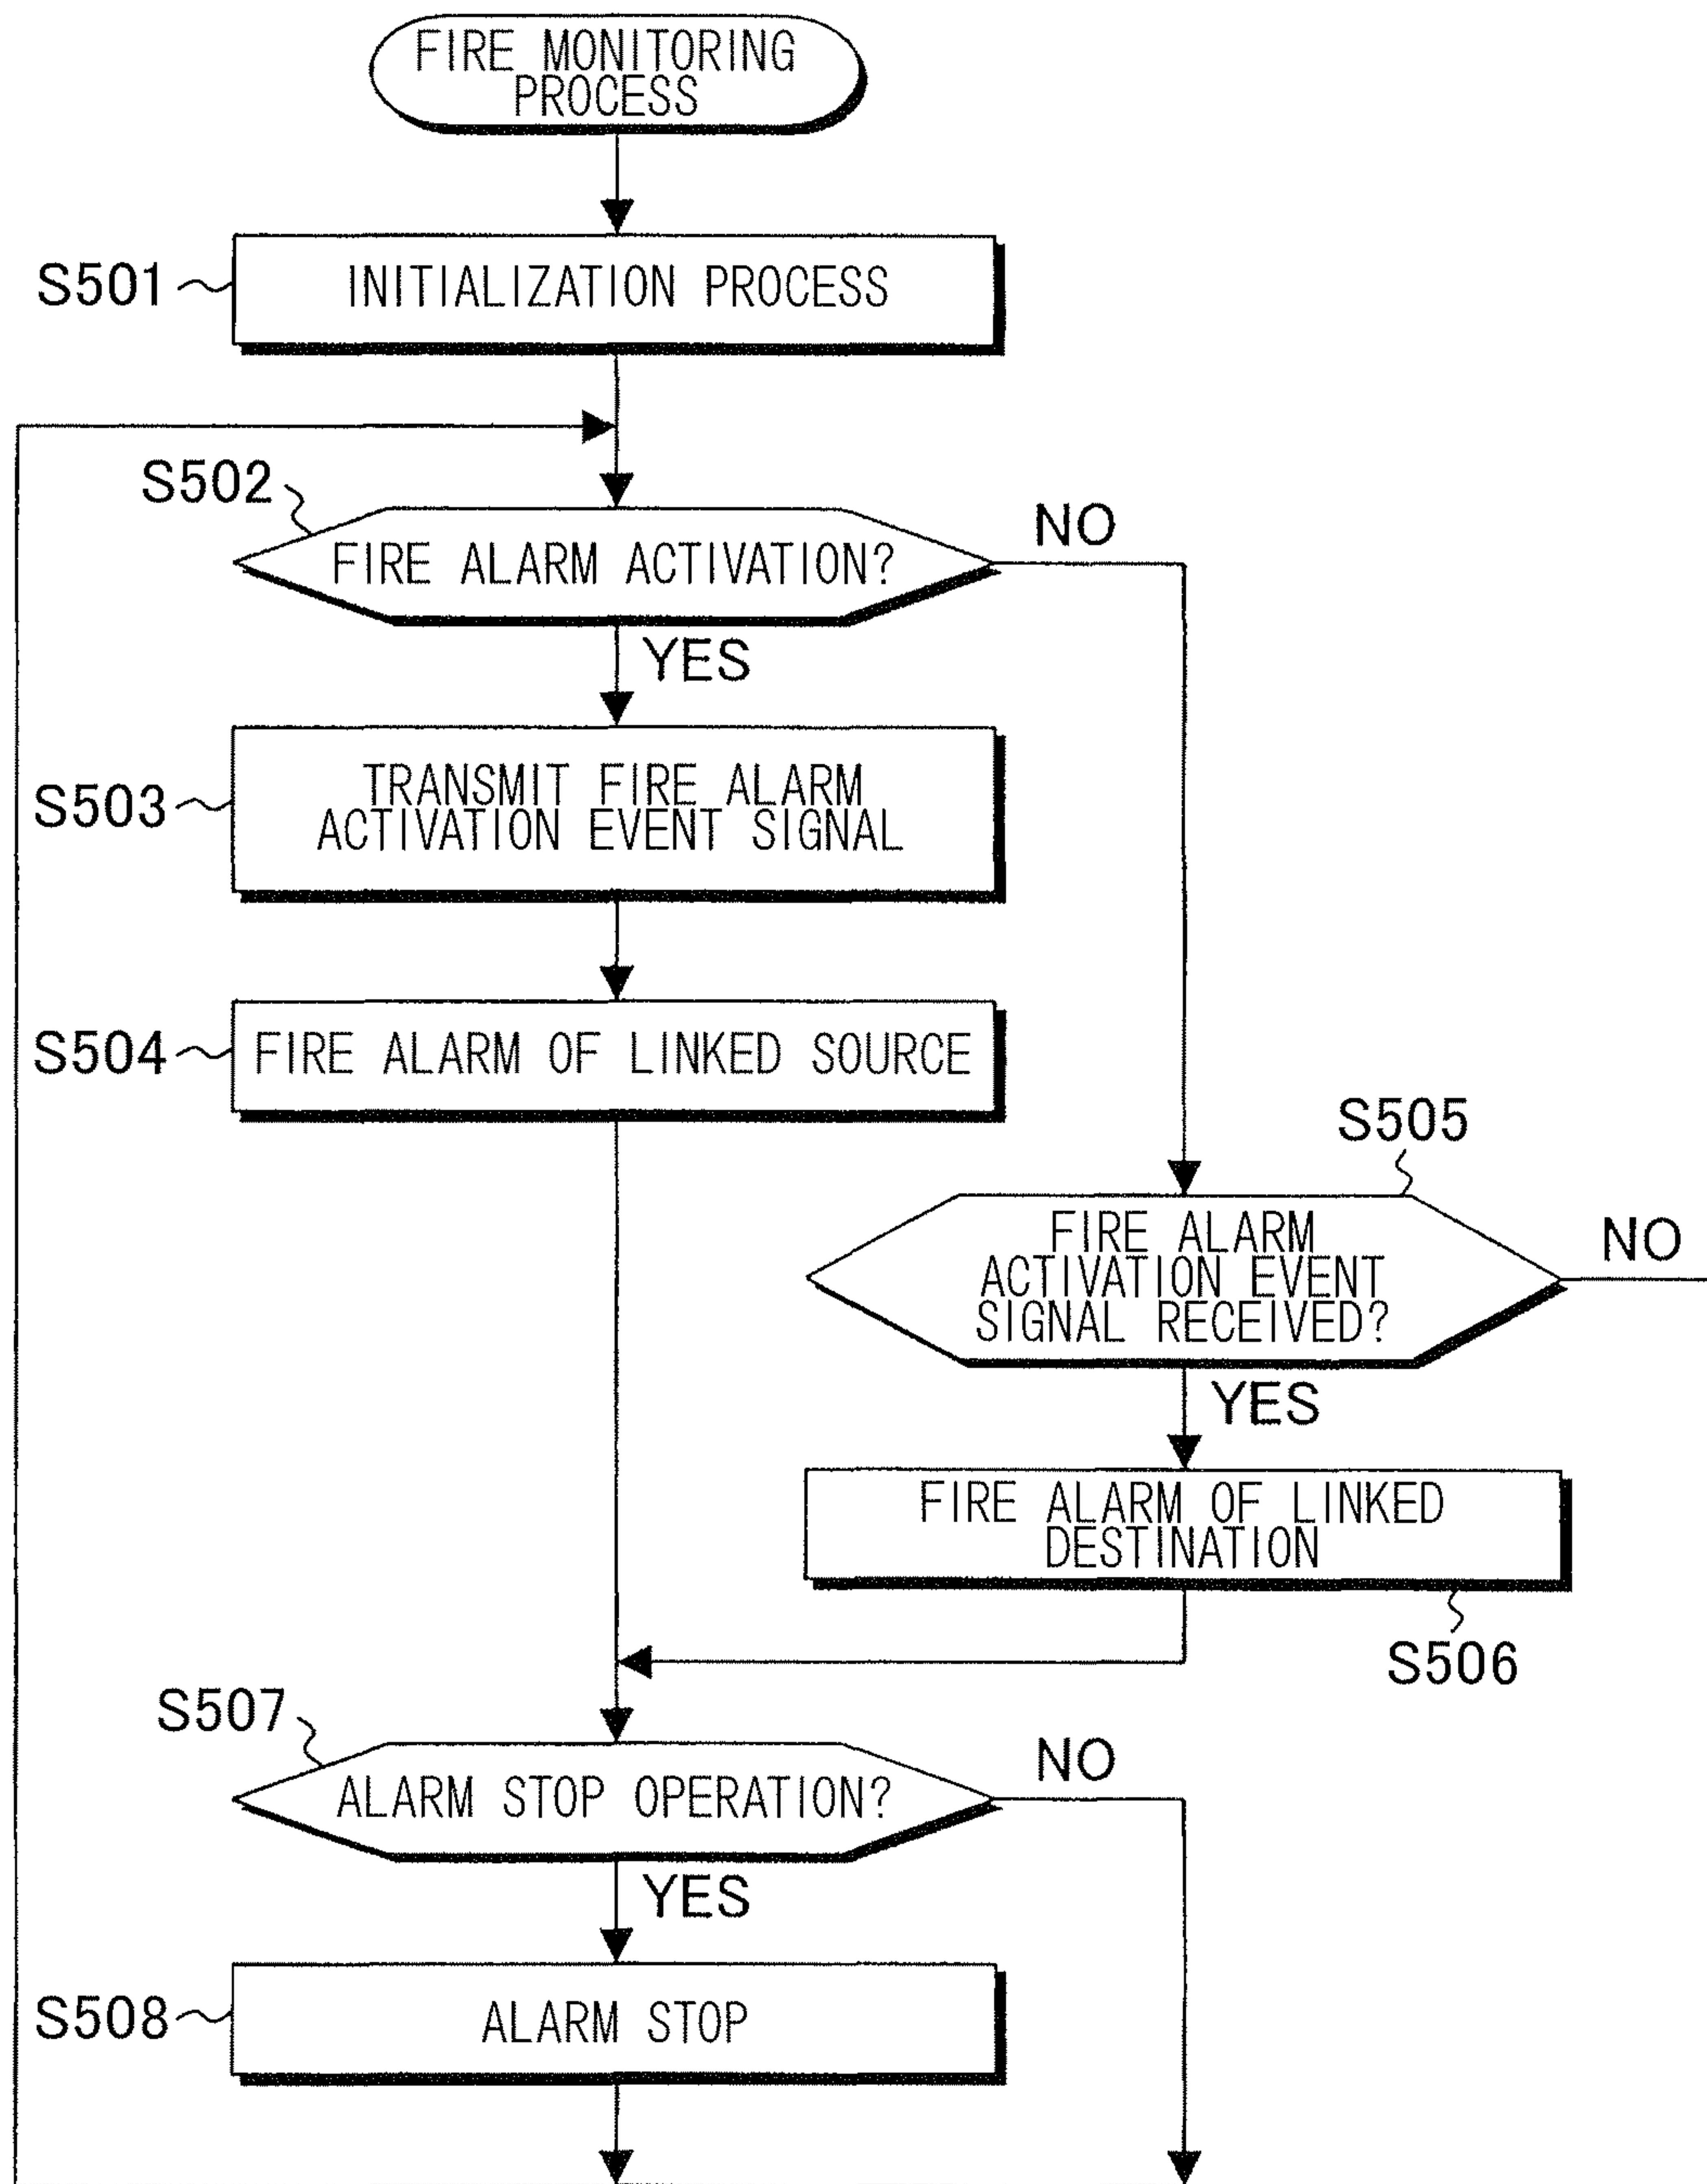 FIRE MONITORING
PROCESS
S501
INITIALIZATION PROCESS
S502
FIRE ALARM ACTIVATION?
NO
YES
S503
TRANSMIT FIRE ALARM
ACTIVATION EVENT SIGNAL
S504
FIRE ALARM OF LINKED SOURCE
S505
FIRE ALARM
ACTIVATION EVENT
SIGNAL RECEIVED?
NO
YES
FIRE ALARM OF LINKED
DESTINATION
S506
S507
ALARM STOP OPERATION?
NO
YES
S508
ALARM STOP